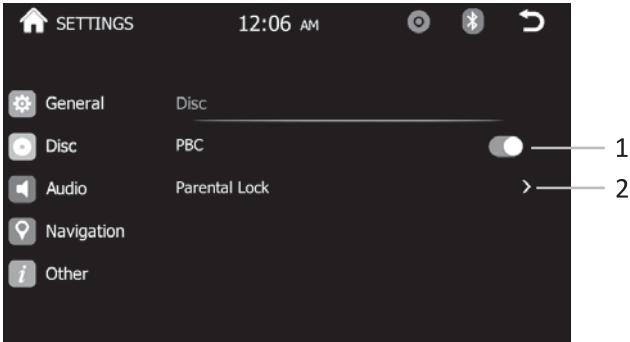 SETTINGS 12:06 AM
General Disc
Disc PBC 1
Audio Parental Lock 2
Navigation
Other